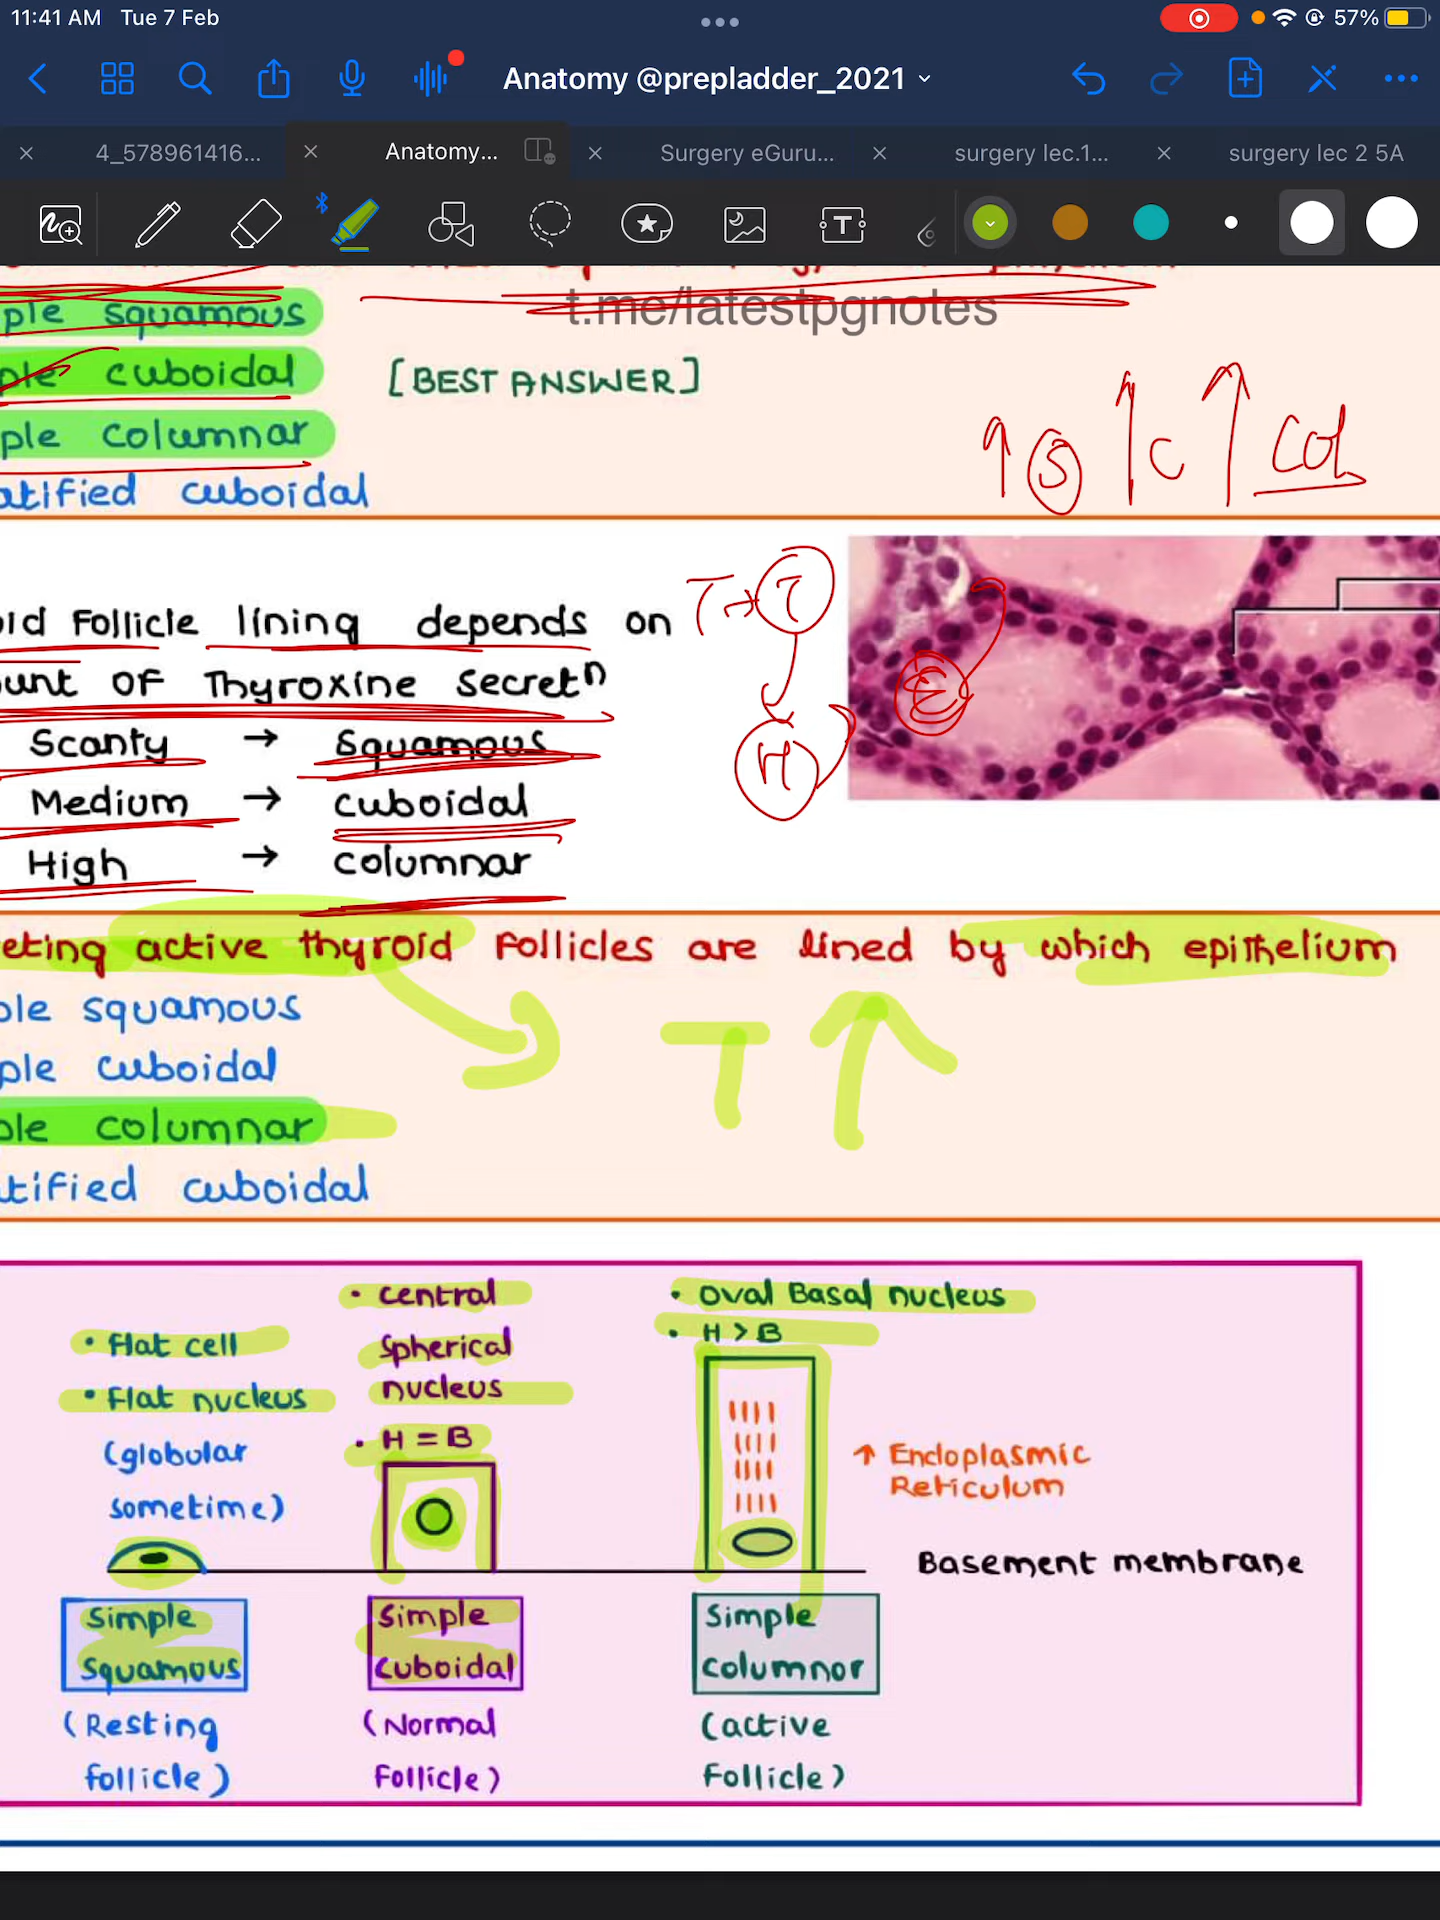 11:41 AM Tue 7 Feb
57%
Anatomy @prepladder_2021
4_578961416...
Anatomy...
Surgery eGuru...
surgery lec.1...
surgery lec 2 5A
t.me/latestpgnotes
ple squamous
ple cuboidal [BEST ANSWER]
ple columnar
atified cuboidal
↑ S ↑ C ↑ Col
id Follicle lining depends on
unt of Thyroxine Secretⁿ
Scanty → Squamous
Medium → cuboidal
High → columnar
T → T
H
E
eting active thyroid Follicles are lined by which epithelium
ple squamous
ple cuboidal
ple columnar
tified cuboidal
T ↑
• Flat cell
• Flat nucleus
(globular
sometime)
• central
spherical
nucleus
• H = B
• oval Basal nucleus
• H > B
↑ Endoplasmic
Reticulum
Basement membrane
Simple
Squamous
(Resting
follicle)
Simple
Cuboidal
(Normal
Follicle)
Simple
columnor
(active
Follicle)